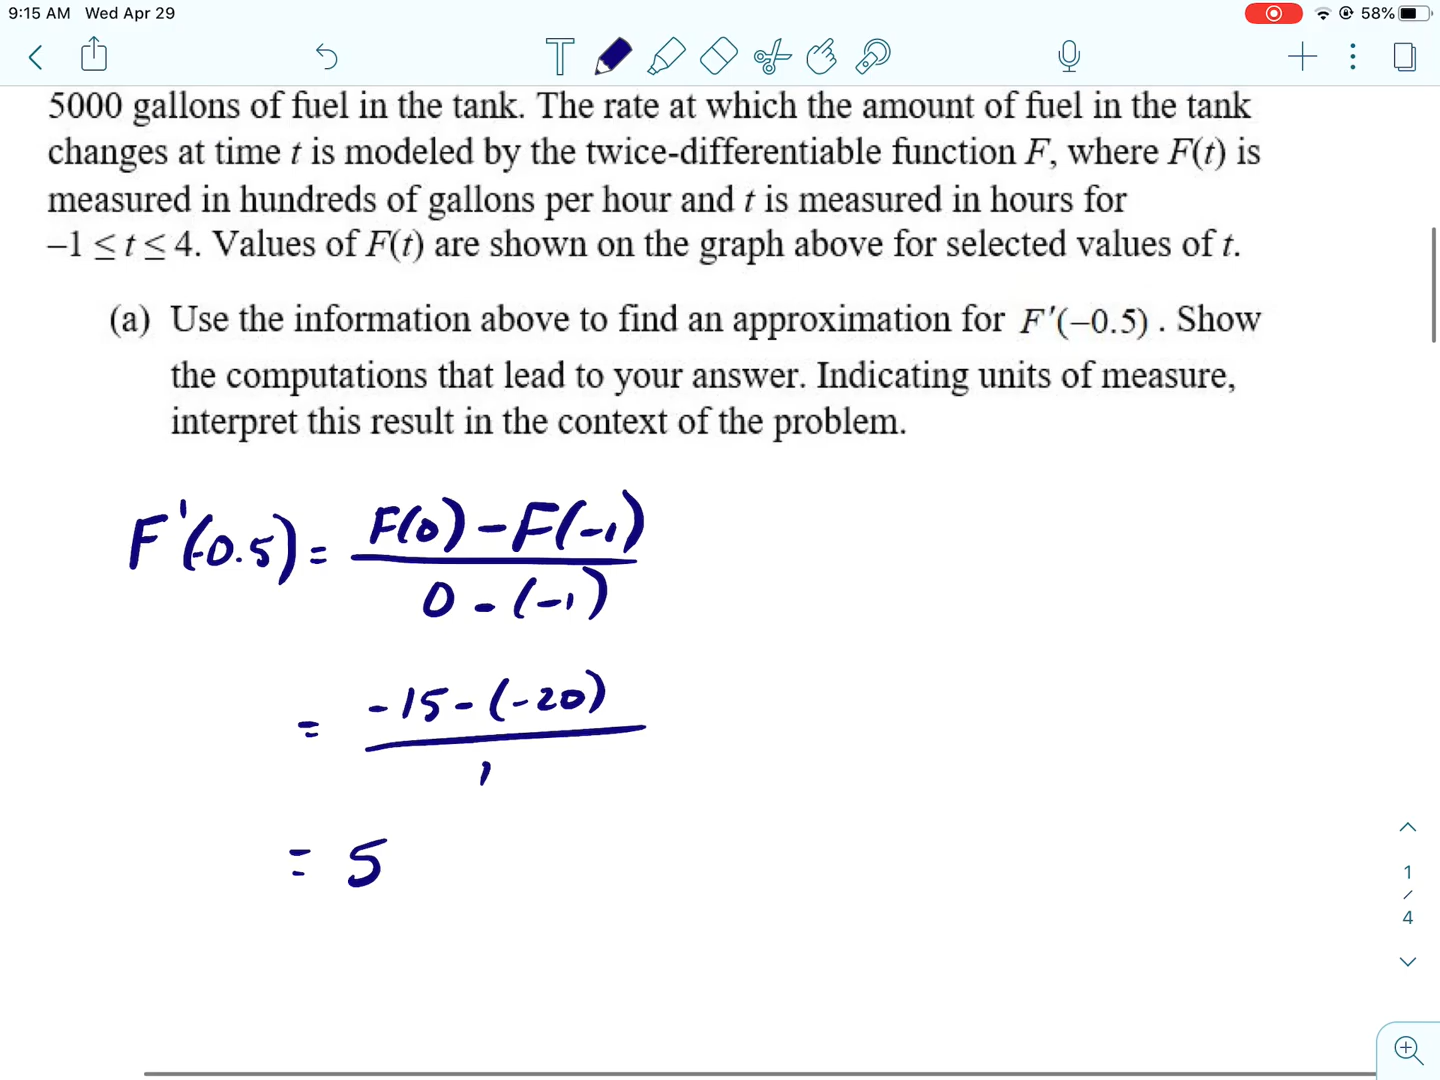 9:15 AM Wed Apr 29
58%
T
5000 gallons of fuel in the tank. The rate at which the amount of fuel in the tank
changes at time t is modeled by the twice-differentiable function F, where F(t) is
measured in hundreds of gallons per hour and t is measured in hours for
–1 ≤ t ≤ 4. Values of F(t) are shown on the graph above for selected values of t.
(a) Use the information above to find an approximation for F′(–0.5). Show
the computations that lead to your answer. Indicating units of measure,
interpret this result in the context of the problem.
F'(-0.5) = F(0) - F(-1)
0 - (-1)
= -15 - (-20)
1
= 5
1
/
4